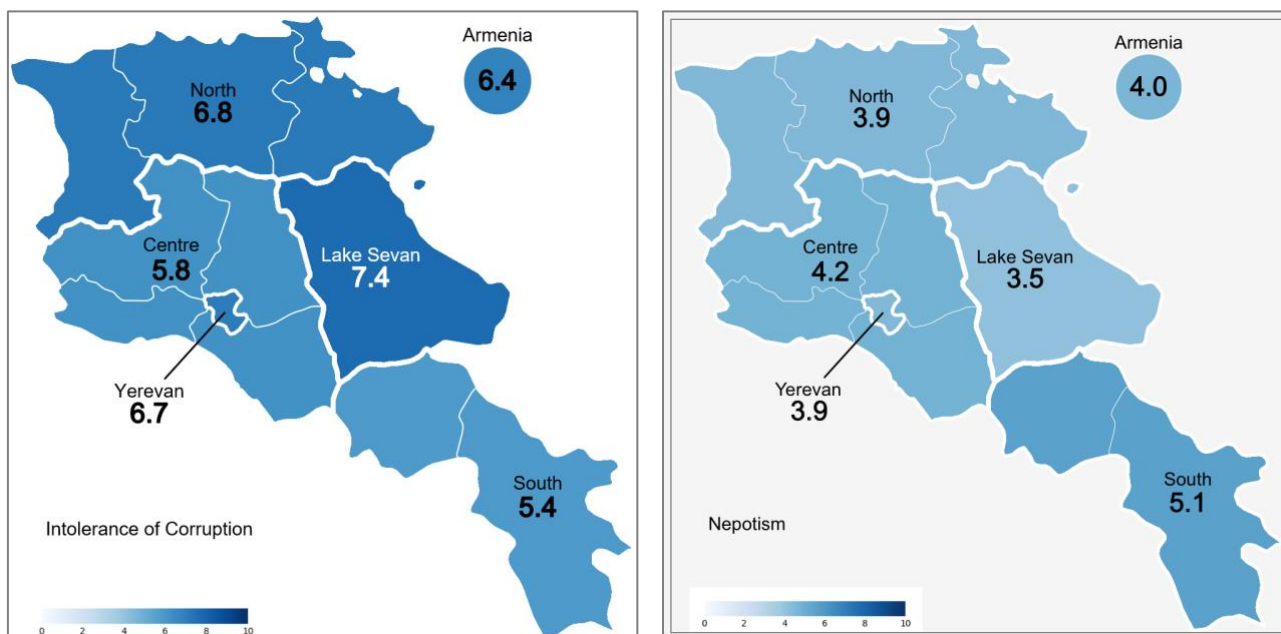 Armenia
6.4
North
6.8
Centre
5.8
Lake Sevan
7.4
Yerevan
6.7
South
5.4
Intolerance of Corruption
0 2 4 6 8 10
Armenia
4.0
North
3.9
Centre
4.2
Lake Sevan
3.5
Yerevan
3.9
South
5.1
Nepotism
0 2 4 6 8 10